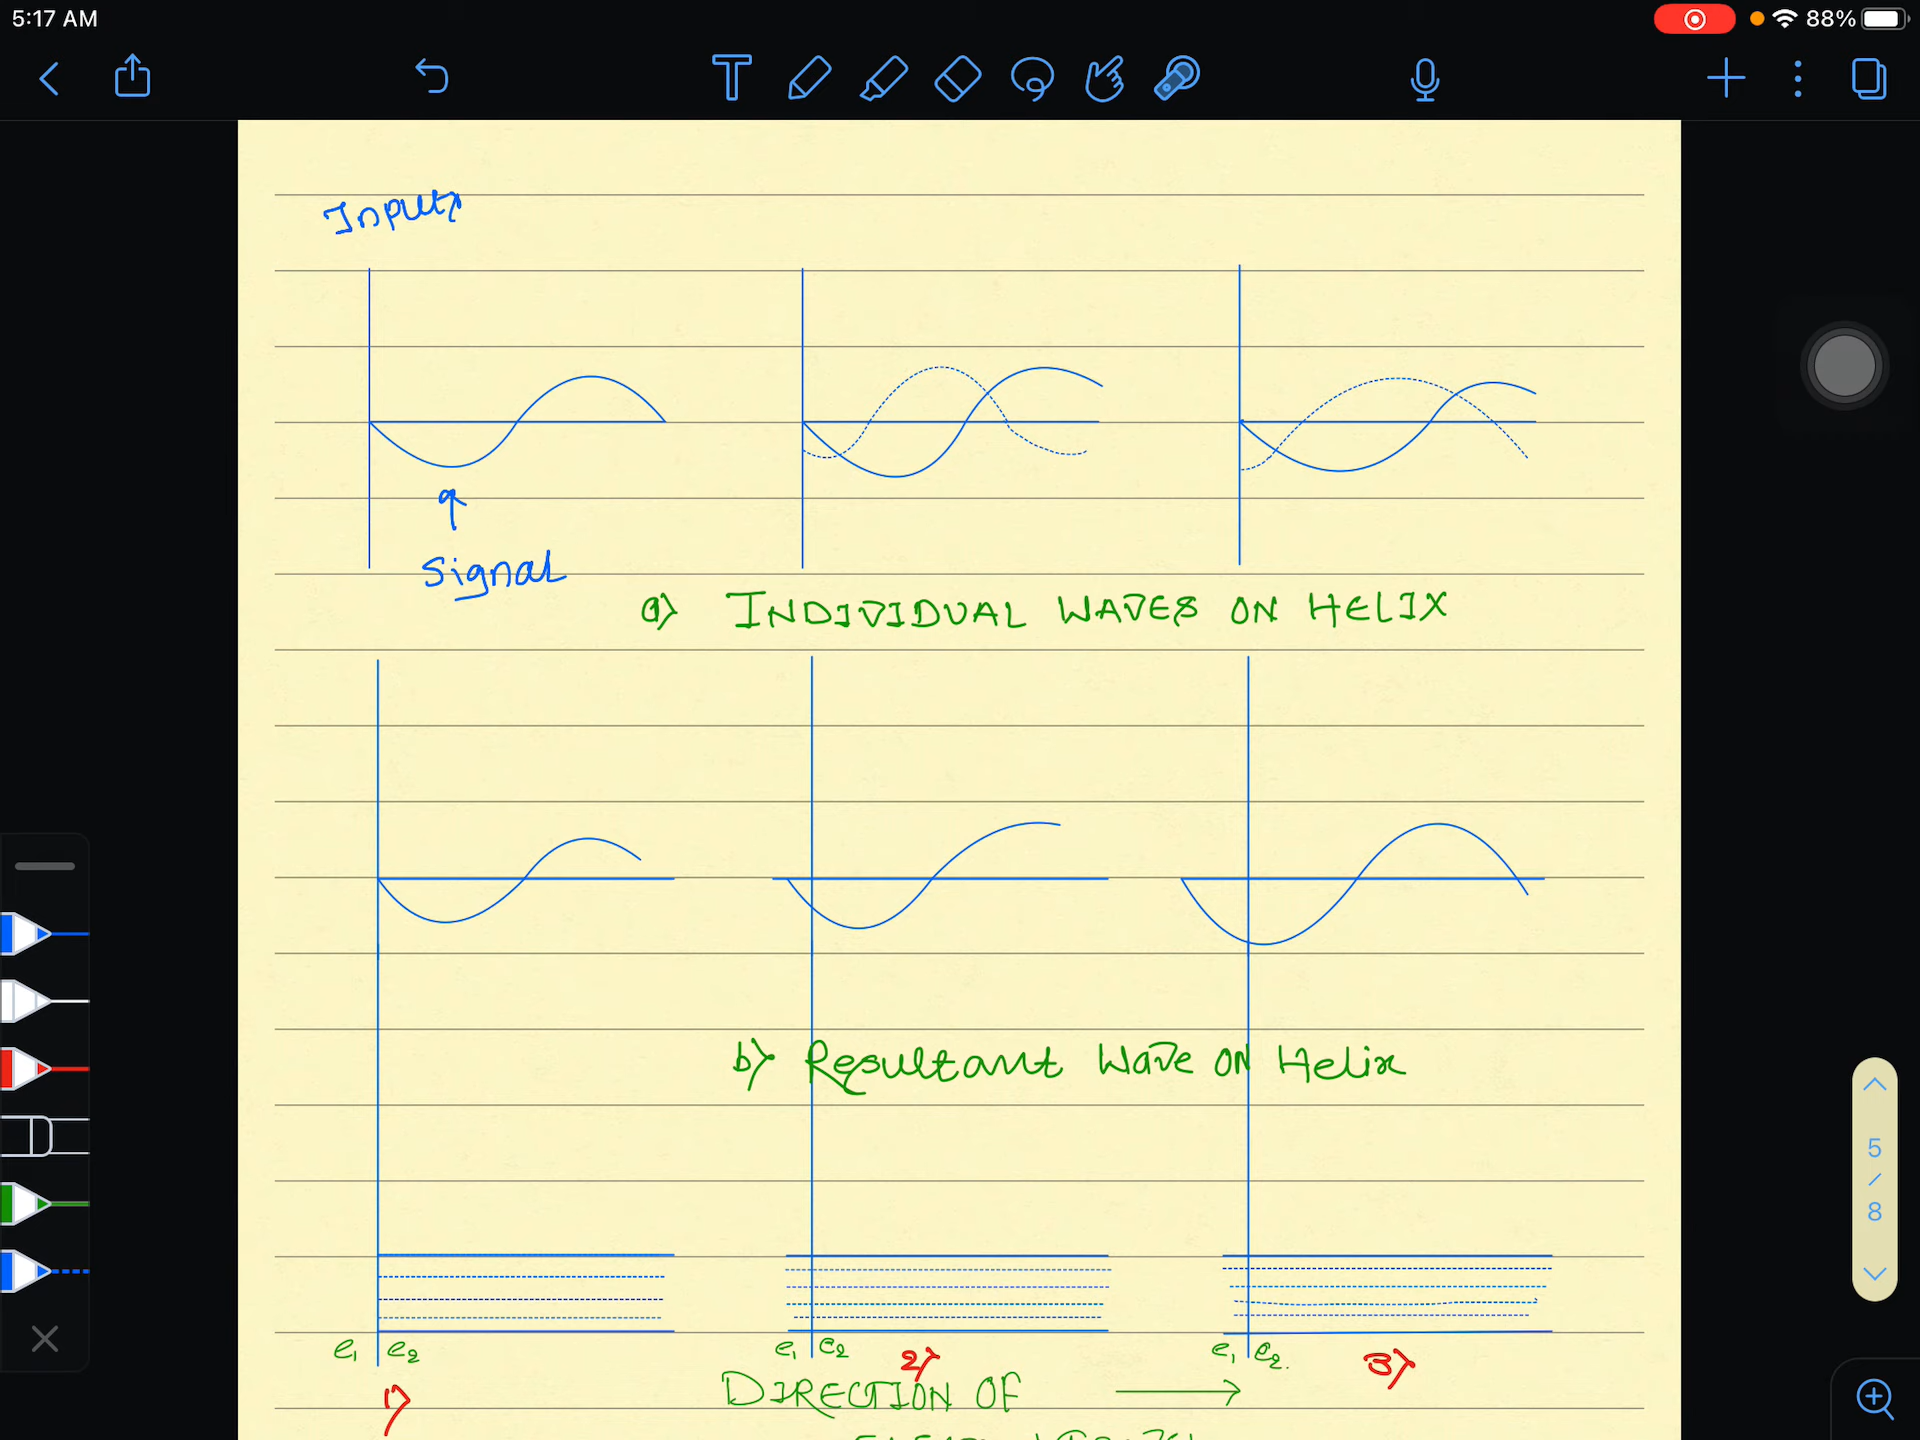 5:17 AM
88%
Input
Signal
a) INDIVIDUAL WAVES ON HELIX
b) Resultant Wave ON Helix
5
/
8
e1 e2
e1 e2
e1 e2.
1)
2)
3)
DIRECTION OF